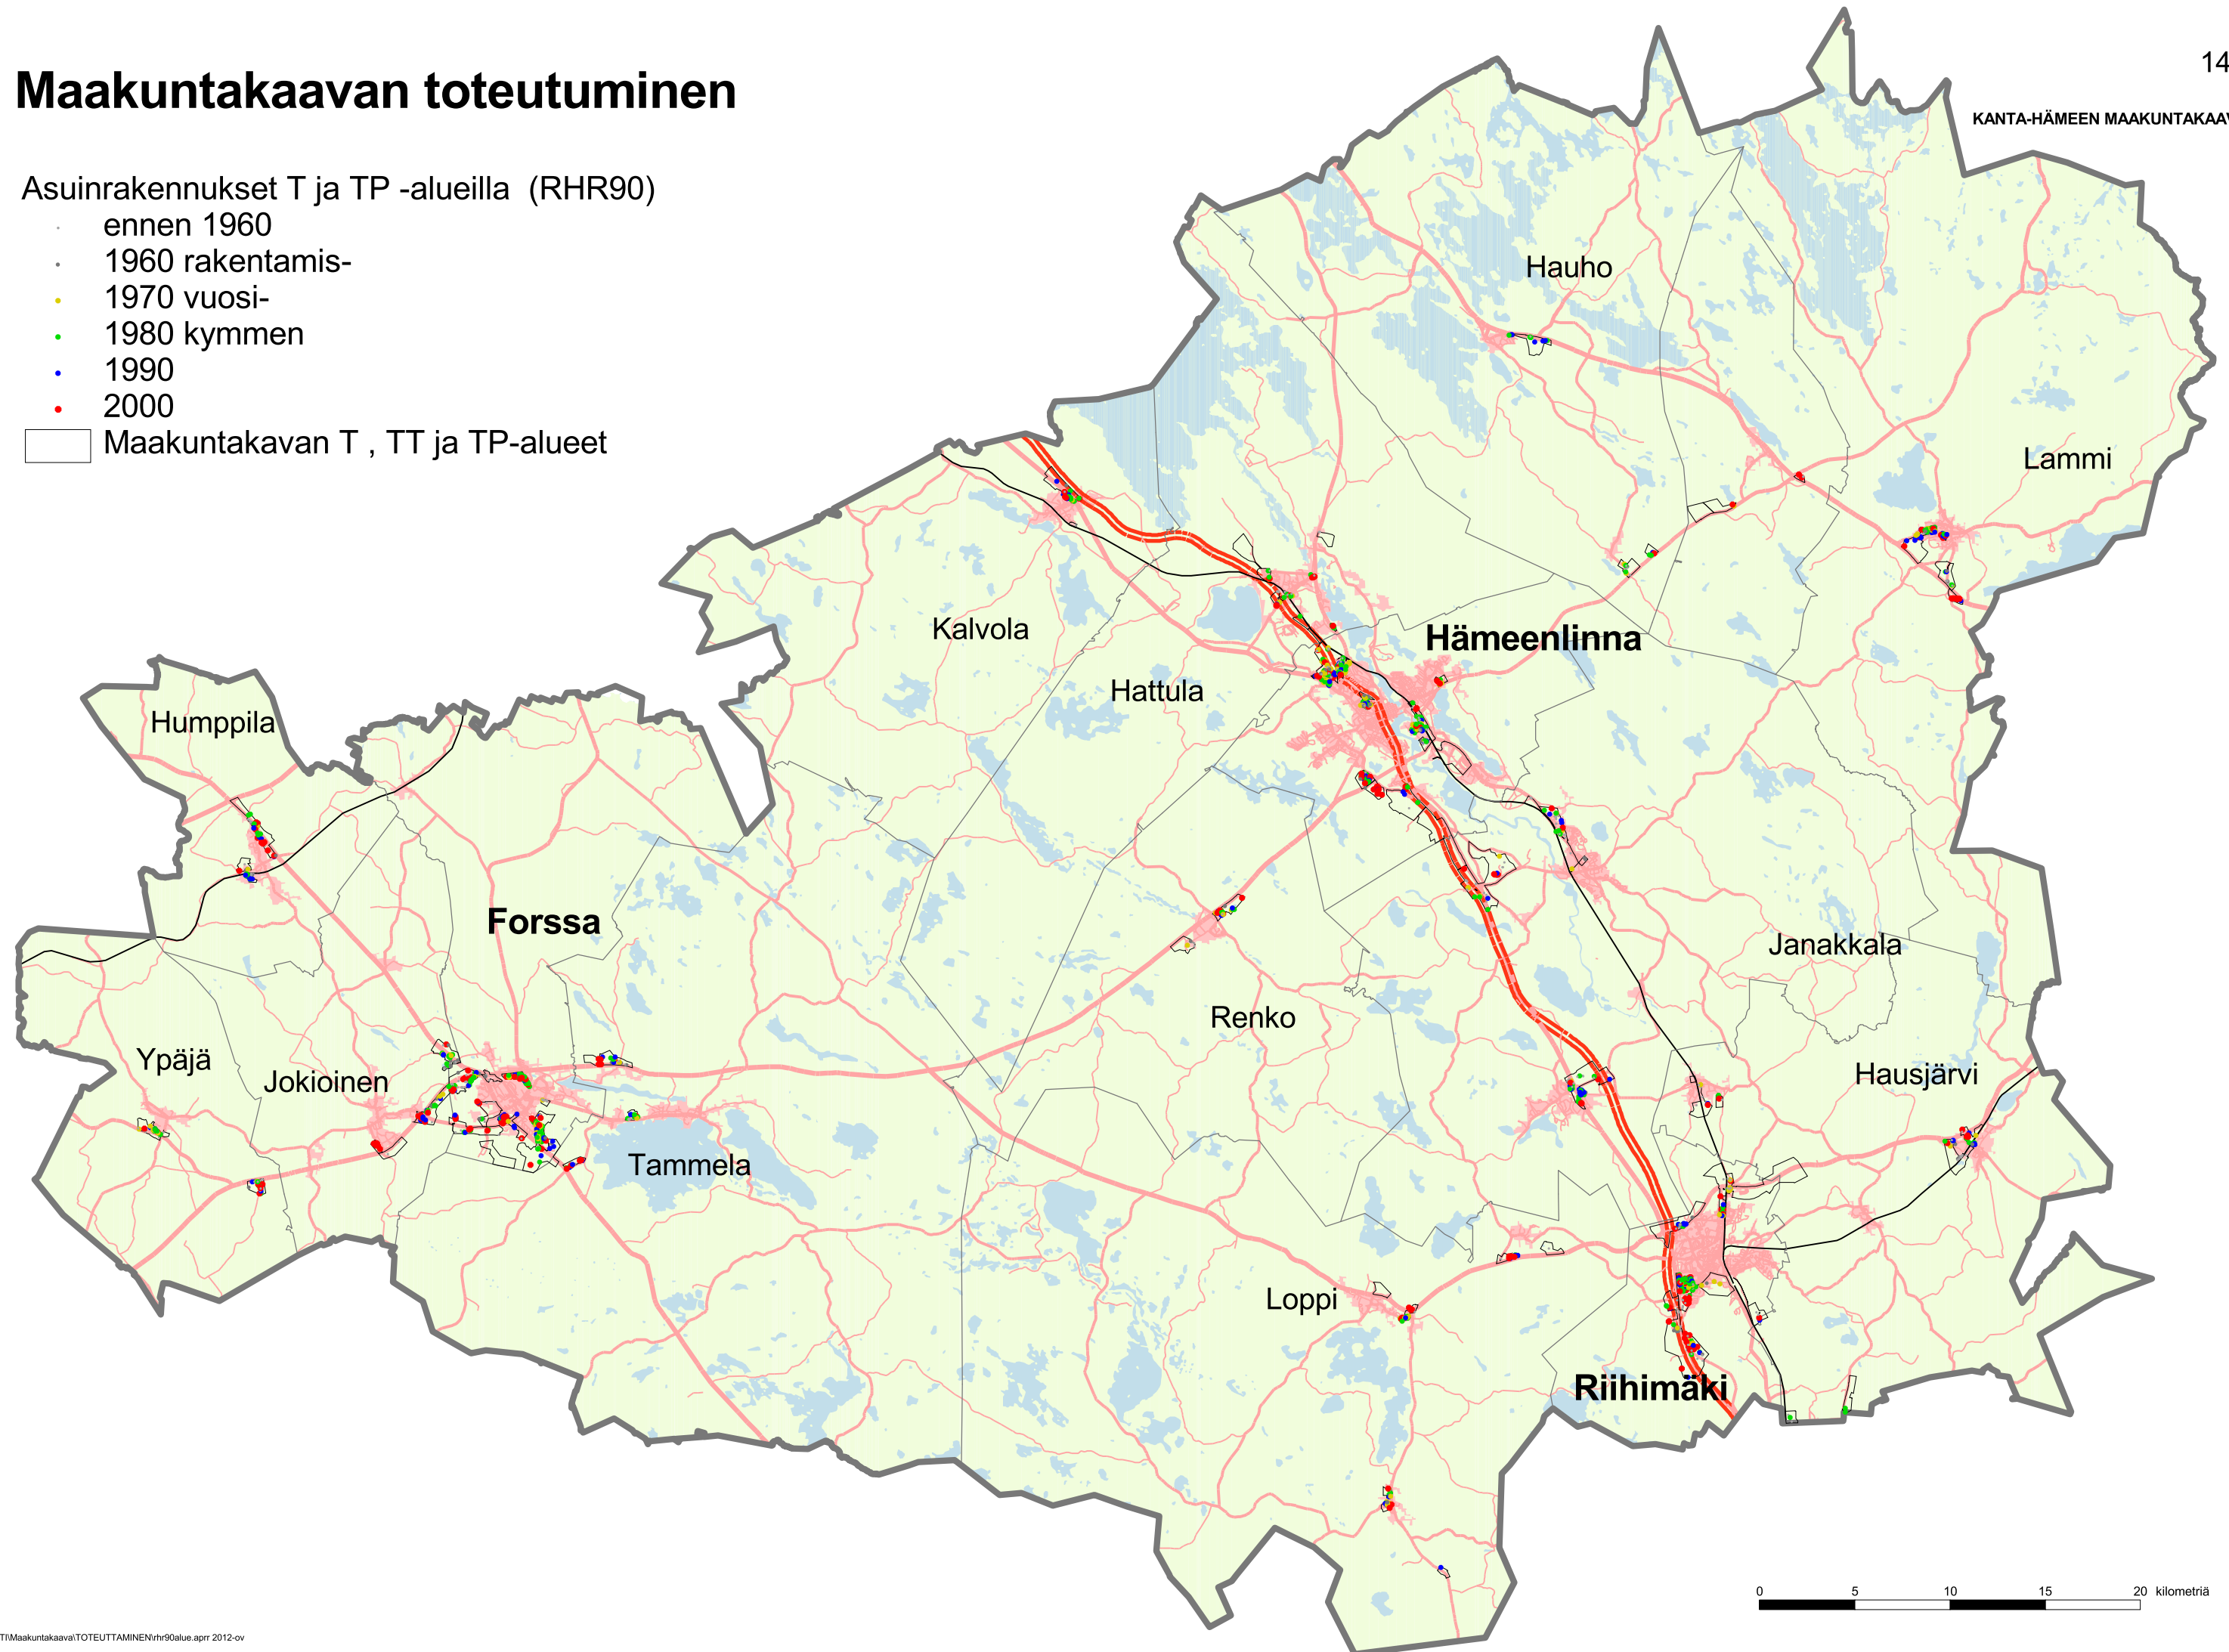 14
Maakuntakaavan toteutuminen
KANTA-HÄMEEN MAAKUNTAKAAV
Asuinrakennukset T ja TP -alueilla (RHR90)
ennen 1960
1960 rakentamis-
1970 vuosi-
1980 kymmen
1990
2000
Maakuntakavan T , TT ja TP-alueet
Hauho
Lammi
Kalvola
Hämeenlinna
Hattula
Humppila
Forssa
Janakkala
Renko
Ypäjä
Jokioinen
Hausjärvi
Tammela
Loppi
Riihimäki
0 5 10 15 20 kilometriä
TI\Maakuntakaava\TOTEUTTAMINEN\rhr90alue.aprr 2012-ov